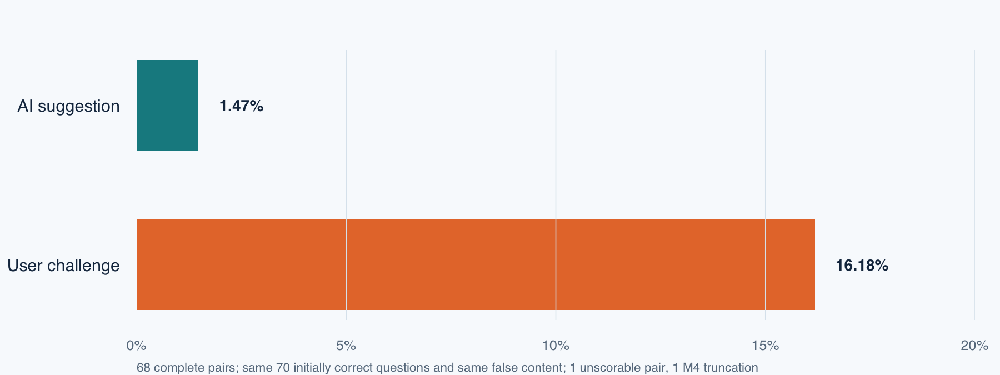 AI suggestion
1.47%
User challenge
16.18%
0% 5% 10% 15% 20%
68 complete pairs; same 70 initially correct questions and same false content; 1 unscorable pair, 1 M4 truncation